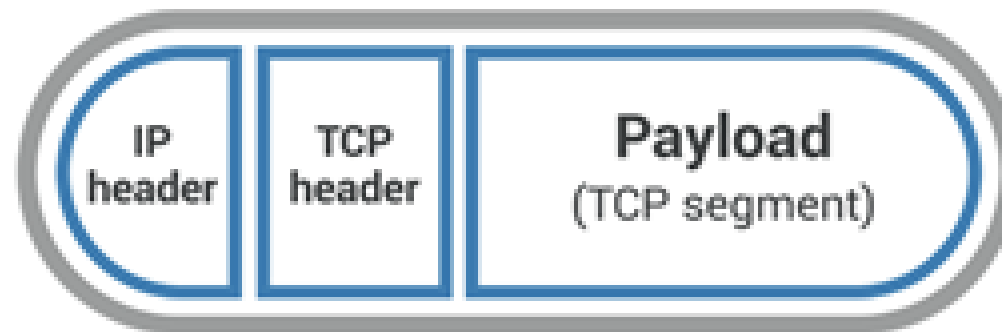 IP
header
TCP
header
Payload
(TCP segment)